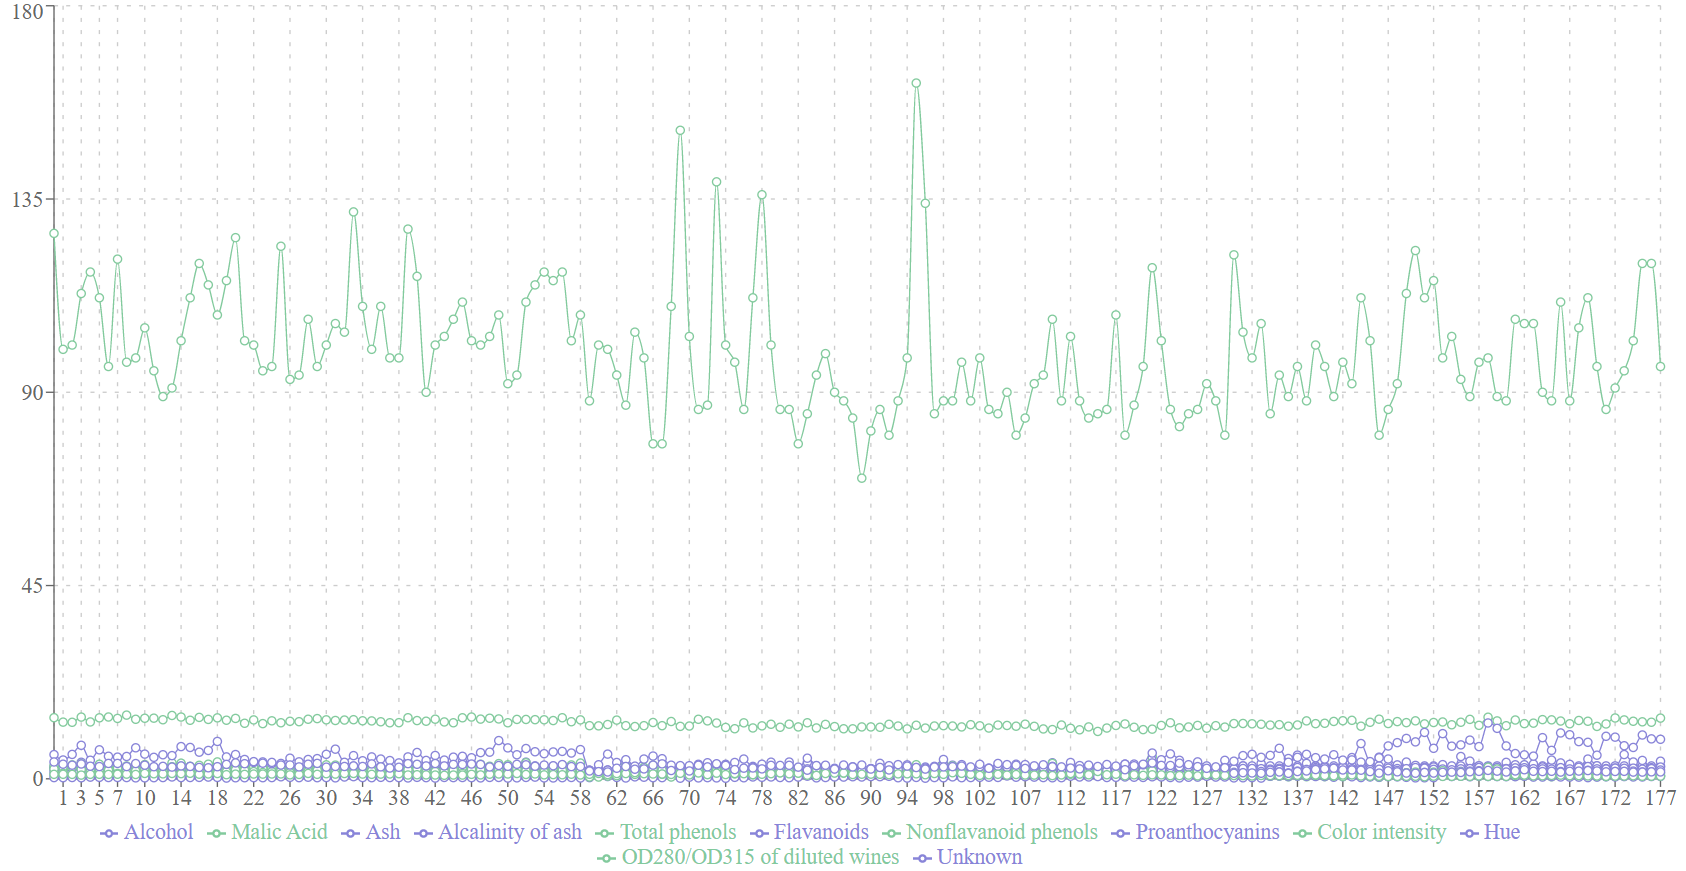 180
135
90
45
0
1 3 5 7 10 14 18 22 26 30 34 38 42 46 50 54 58 62 66 70 74 78 82 86 90 94 98 102 107 112 117 122 127 132 137 142 147 152 157 162 167 172 177
Alcohol Malic Acid Ash Alcalinity of ash Total phenols Flavanoids Nonflavanoid phenols Proanthocyanins Color intensity Hue
OD280/OD315 of diluted wines Unknown